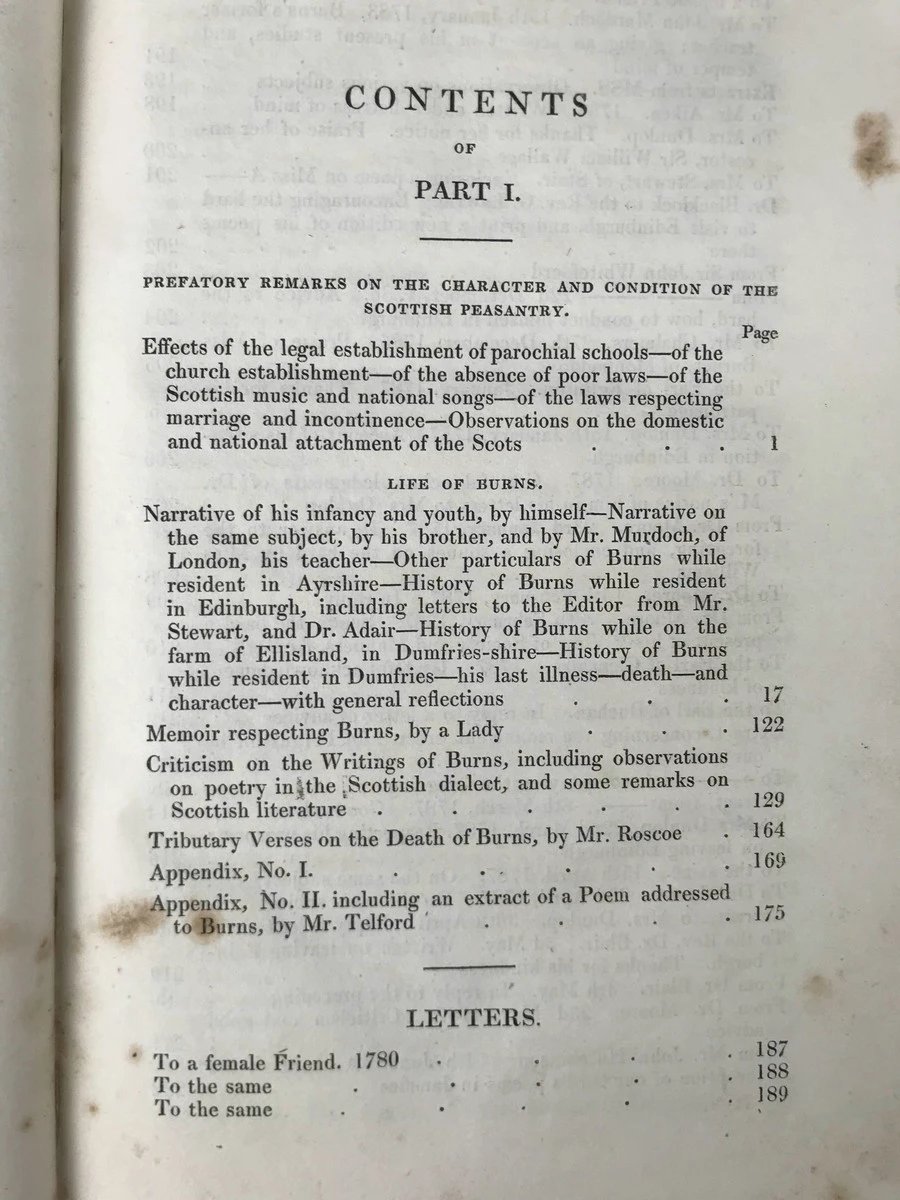 CONTENTS
OF
PART I.
PREFATORY REMARKS ON THE CHARACTER AND CONDITION OF THE
SCOTTISH PEASANTRY.
Page
Effects of the legal establishment of parochial schools—of the
church establishment—of the absence of poor laws—of the
Scottish music and national songs—of the laws respecting
marriage and incontinence—Observations on the domestic
and national attachment of the Scots . . . 1
LIFE OF BURNS.
Narrative of his infancy and youth, by himself—Narrative on
the same subject, by his brother, and by Mr. Murdoch, of
London, his teacher—Other particulars of Burns while
resident in Ayrshire—History of Burns while resident
in Edinburgh, including letters to the Editor from Mr.
Stewart, and Dr. Adair—History of Burns while on the
farm of Ellisland, in Dumfries-shire—History of Burns
while resident in Dumfries—his last illness—death—and
character—with general reflections . . . 17
Memoir respecting Burns, by a Lady . . . 122
Criticism on the Writings of Burns, including observations
on poetry in the Scottish dialect, and some remarks on
Scottish literature . . . . . . 129
Tributary Verses on the Death of Burns, by Mr. Roscoe . 164
Appendix, No. I. . . . . . 169
Appendix, No. II. including an extract of a Poem addressed
to Burns, by Mr. Telford . . . . 175
LETTERS.
To a female Friend. 1780 . . . . 187
To the same . . . . . 188
To the same . . . . . 189